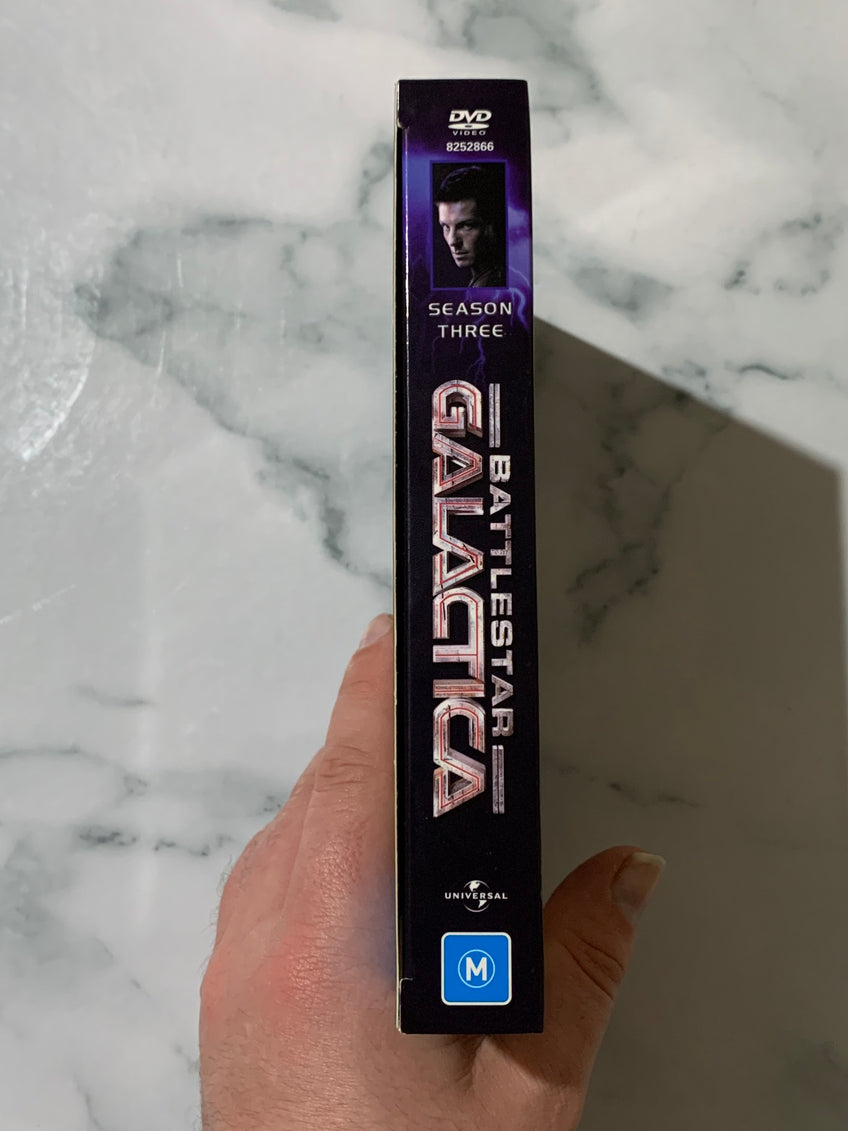 DVD
VIDEO
8252866
SEASON
THREE
BATTLESTAR
GALACTICA
UNIVERSAL
M